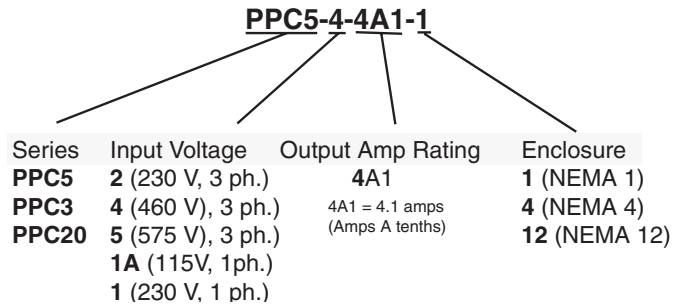 PPC5-4-4A1-1
Series Input Voltage Output Amp Rating Enclosure
PPC5 2 (230 V, 3 ph.) 4A1 1 (NEMA 1)
PPC3 4 (460 V), 3 ph.) 4A1 = 4.1 amps 4 (NEMA 4)
PPC20 5 (575 V), 3 ph.) (Amps A tenths) 12 (NEMA 12)
1A (115V, 1ph.)
1 (230 V, 1 ph.)